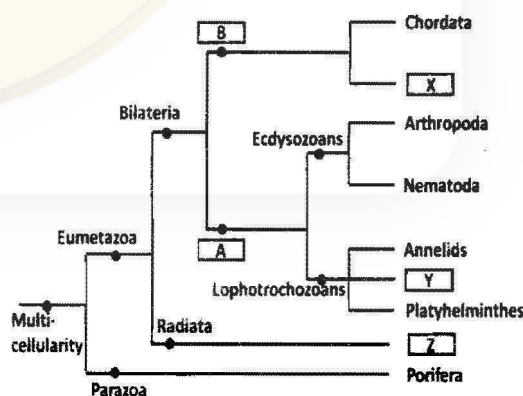 Chordata
B
X
Bilateria
Arthropoda
Ecdysozoans
Nematoda
Eumetazoa
Annelids
A
Y
Lophotrochozoans
Platyhelminthes
Multi-
cellularity
Radiata
Z
Porifera
Parazoa